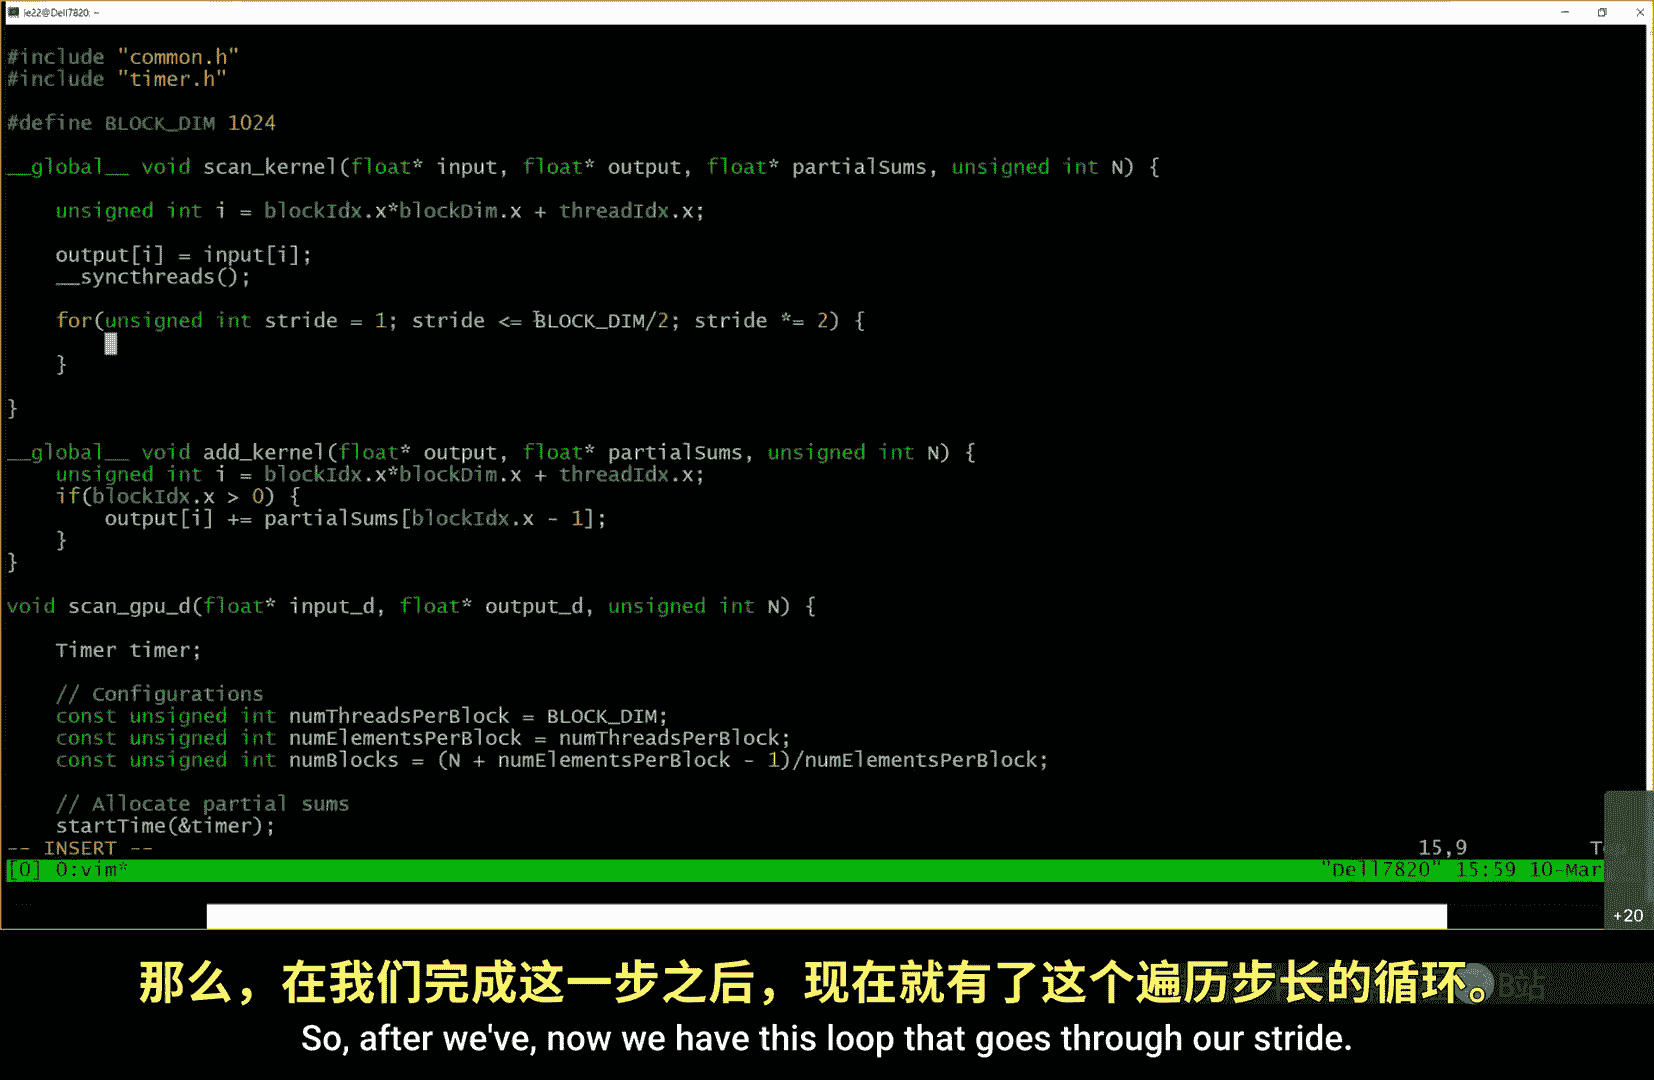 ie22@Dell7820: ~
#include "common.h"
#include "timer.h"
#define BLOCK_DIM 1024
__global__ void scan_kernel(float* input, float* output, float* partialSums, unsigned int N) {
unsigned int i = blockIdx.x*blockDim.x + threadIdx.x;
output[i] = input[i];
__syncthreads();
for(unsigned int stride = 1; stride <= BLOCK_DIM/2; stride *= 2) {
}
}
__global__ void add_kernel(float* output, float* partialSums, unsigned int N) {
unsigned int i = blockIdx.x*blockDim.x + threadIdx.x;
if(blockIdx.x > 0) {
output[i] += partialSums[blockIdx.x - 1];
}
}
void scan_gpu_d(float* input_d, float* output_d, unsigned int N) {
Timer timer;
// Configurations
const unsigned int numThreadsPerBlock = BLOCK_DIM;
const unsigned int numElementsPerBlock = numThreadsPerBlock;
const unsigned int numBlocks = (N + numElementsPerBlock - 1)/numElementsPerBlock;
// Allocate partial sums
startTime(&timer);
-- INSERT -- 15,9
[0] 0:vim* "Dell7820" 15:59 10-Mar
+20
那么，在我们完成这一步之后，现在就有了这个遍历步长的循环。
B站
So, after we've, now we have this loop that goes through our stride.